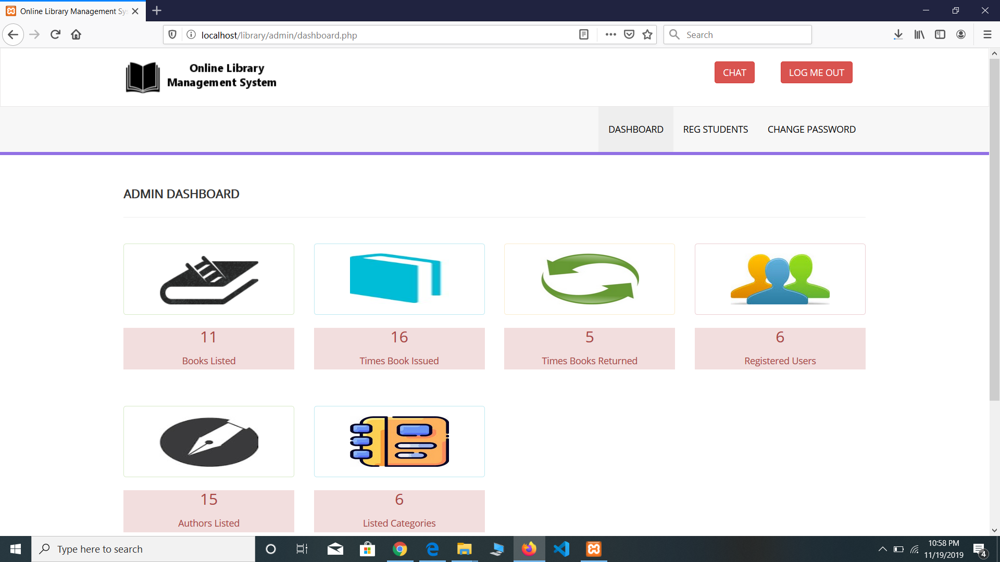 Online Library Management Sys
localhost/library/admin/dashboard.php
Search
Online Library
Management System
CHAT
LOG ME OUT
DASHBOARD
REG STUDENTS
CHANGE PASSWORD
ADMIN DASHBOARD
11
Books Listed
16
Times Book Issued
5
Times Books Returned
6
Registered Users
15
Authors Listed
6
Listed Categories
Type here to search
10:58 PM
11/19/2019
4